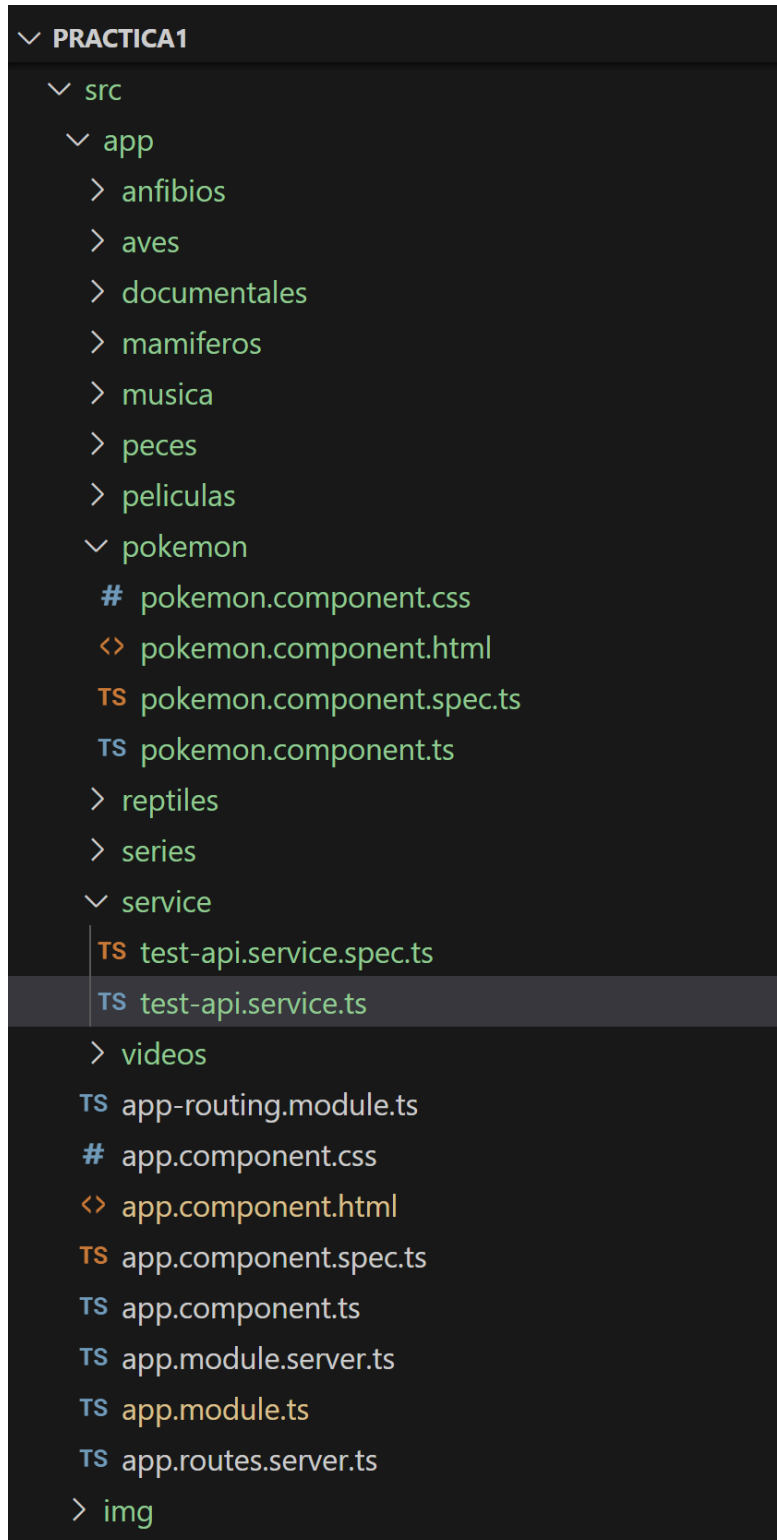 PRACTICA1
src
app
anfibios
aves
documentales
mamiferos
musica
peces
peliculas
pokemon
# pokemon.component.css
<> pokemon.component.html
TS pokemon.component.spec.ts
TS pokemon.component.ts
reptiles
series
service
TS test-api.service.spec.ts
TS test-api.service.ts
videos
TS app-routing.module.ts
# app.component.css
<> app.component.html
TS app.component.spec.ts
TS app.component.ts
TS app.module.server.ts
TS app.module.ts
TS app.routes.server.ts
img